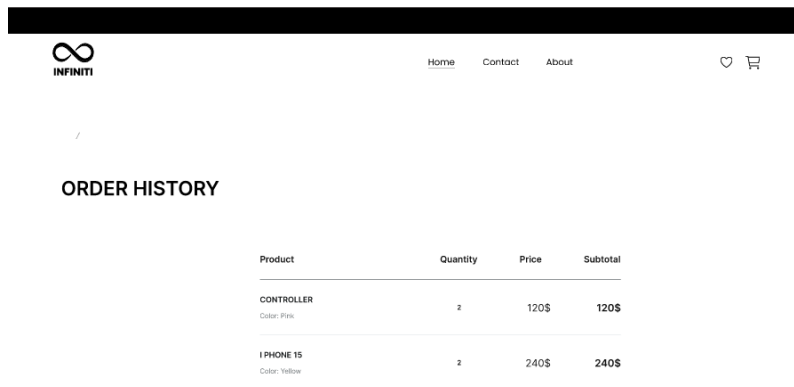 INFINITI
Home Contact About
/
ORDER HISTORY
Product Quantity Price Subtotal
CONTROLLER
Color: Pink
2 120$ 120$
I PHONE 15
Color: Yellow
2 240$ 240$